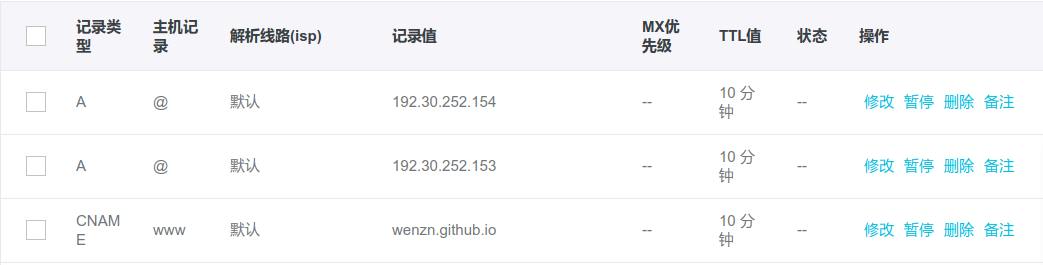 记录类型 主机记录 解析线路(isp) 记录值 MX优先级 TTL值 状态 操作
A @ 默认 192.30.252.154 -- 10 分钟 -- 修改 暂停 删除 备注
A @ 默认 192.30.252.153 -- 10 分钟 -- 修改 暂停 删除 备注
CNAME www 默认 wenzn.github.io -- 10 分钟 -- 修改 暂停 删除 备注